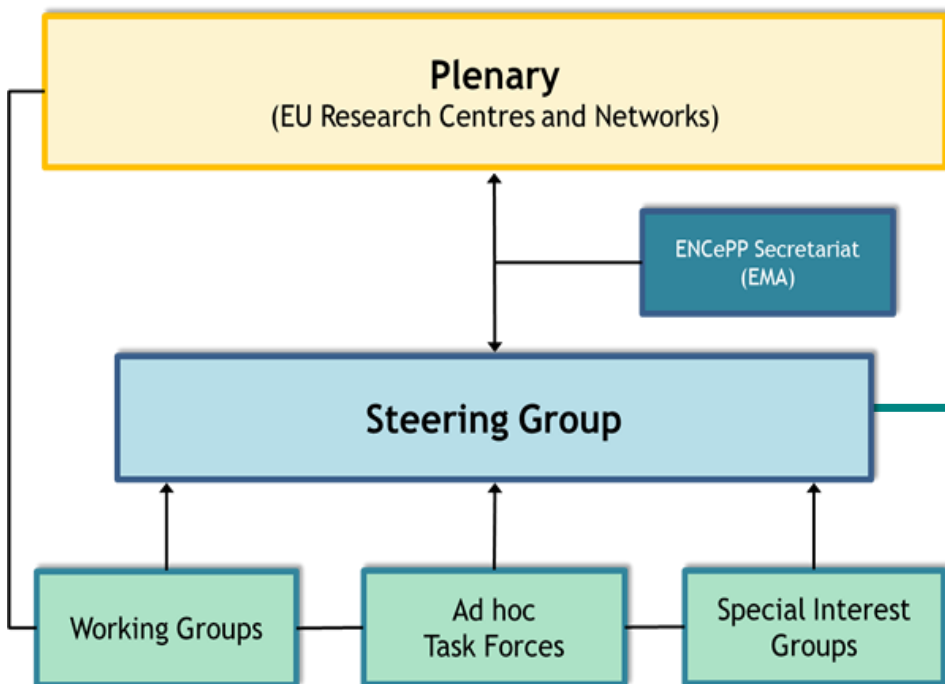 Plenary
(EU Research Centres and Networks)
ENCePP Secretariat
(EMA)
Steering Group
Working Groups
Ad hoc
Task Forces
Special Interest
Groups